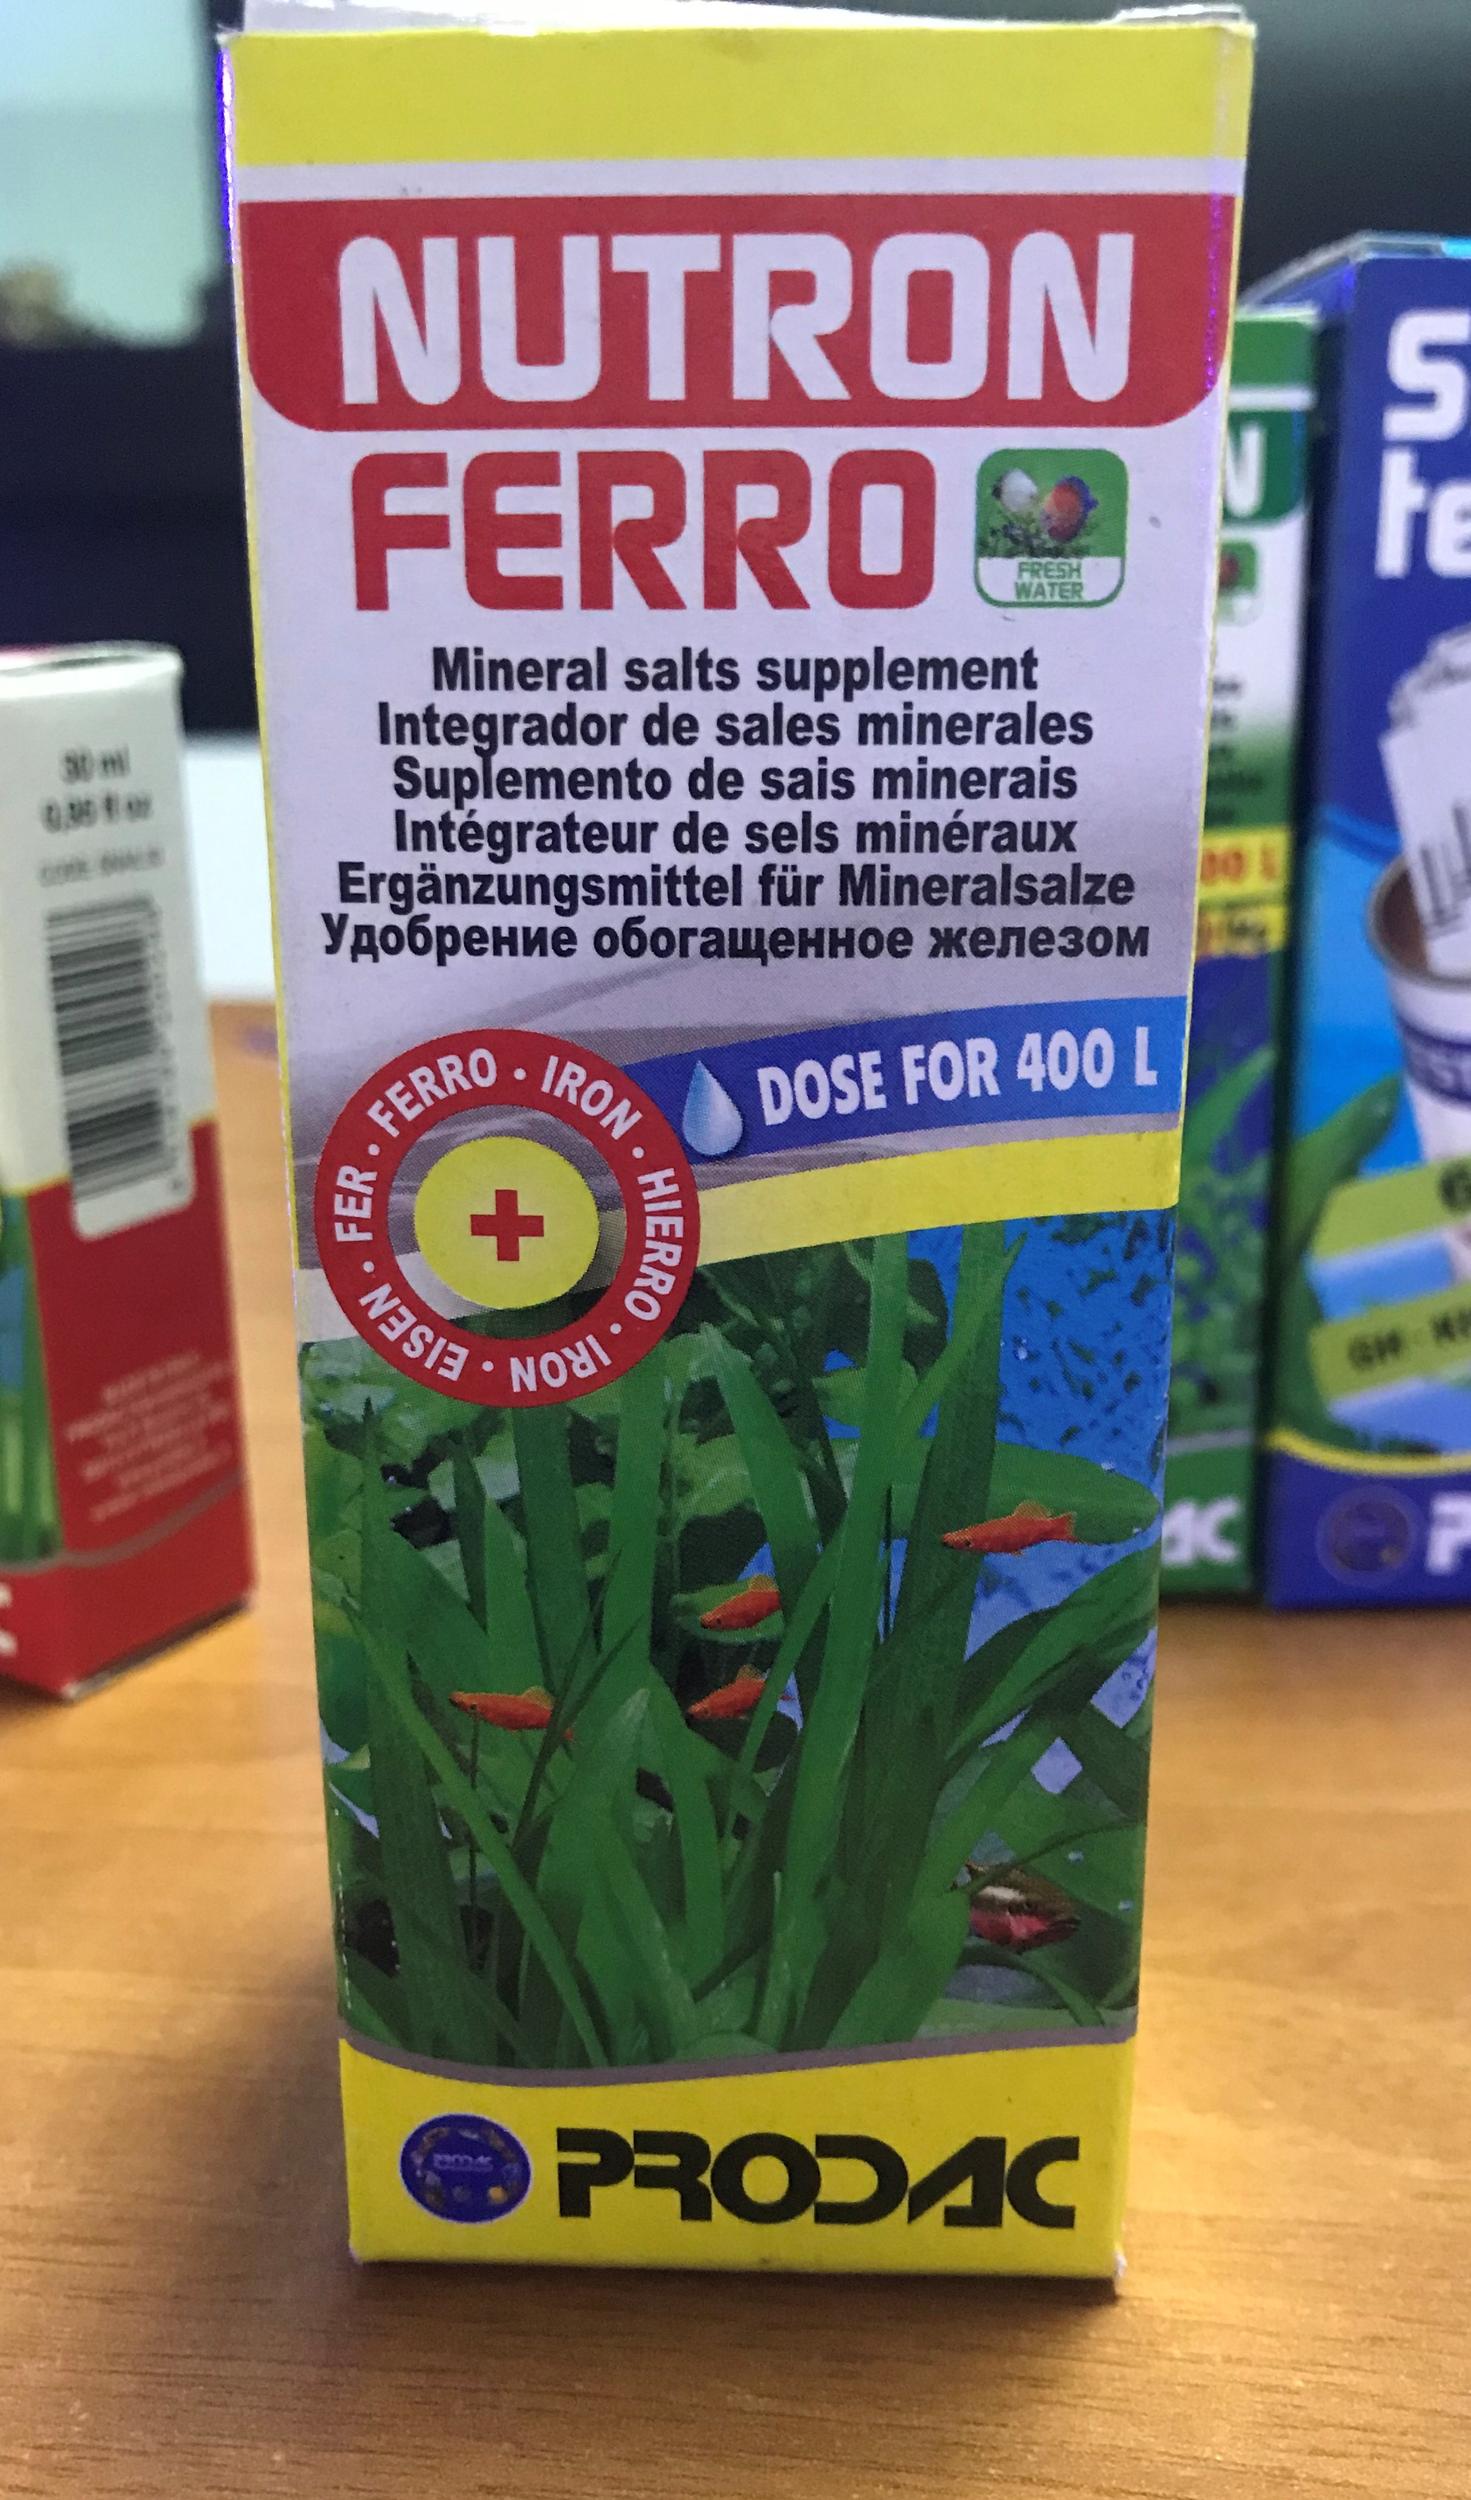 NUTRON
FERRO
FRESH
WATER
Mineral salts supplement
Integrador de sales minerales
Suplemento de sais minerais
Intégrateur de sels minéraux
Ergänzungsmittel für Mineralsalze
Удобрение обогащенное железом
DOSE FOR 400 L
FERRO · IRON · HIERRO · IRON · EISEN · FER ·
+
PRODAC
30 ml